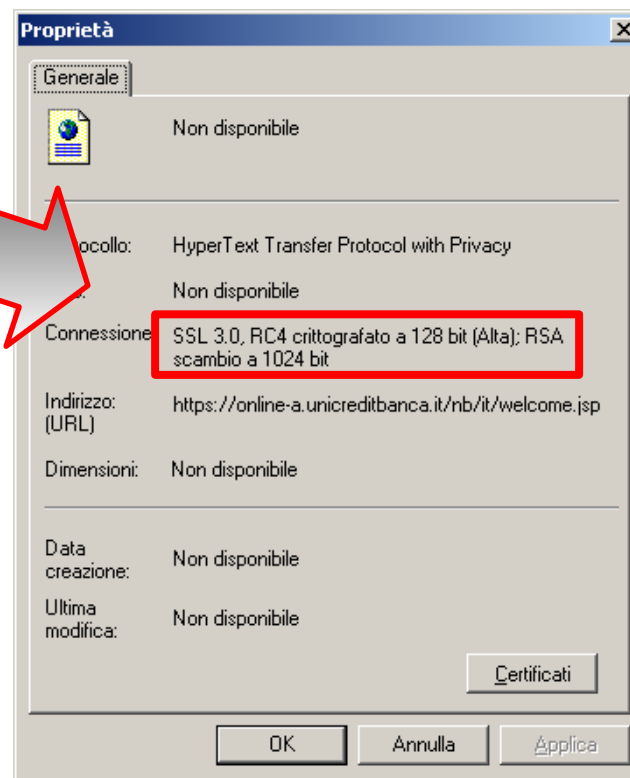 Proprietà
Generale
Non disponibile
ocollo: HyperText Transfer Protocol with Privacy
Non disponibile
Connessione SSL 3.0, RC4 crittografato a 128 bit (Alta); RSA
scambio a 1024 bit
Indirizzo: https://online-a.unicreditbanca.it/nb/it/welcome.jsp
(URL)
Dimensioni: Non disponibile
Data
creazione: Non disponibile
Ultima
modifica: Non disponibile
Certificati
OK Annulla Applica